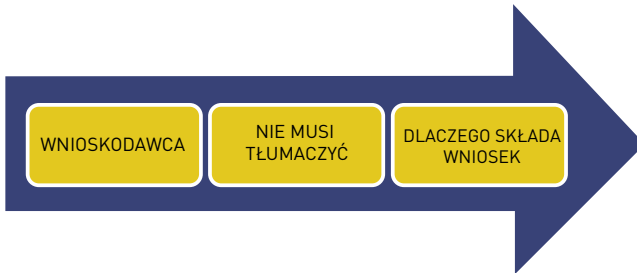 WNIOSKODAWCA
NIE MUSI
TŁUMACZYĆ
DLACZEGO SKŁADA
WNIOSEK